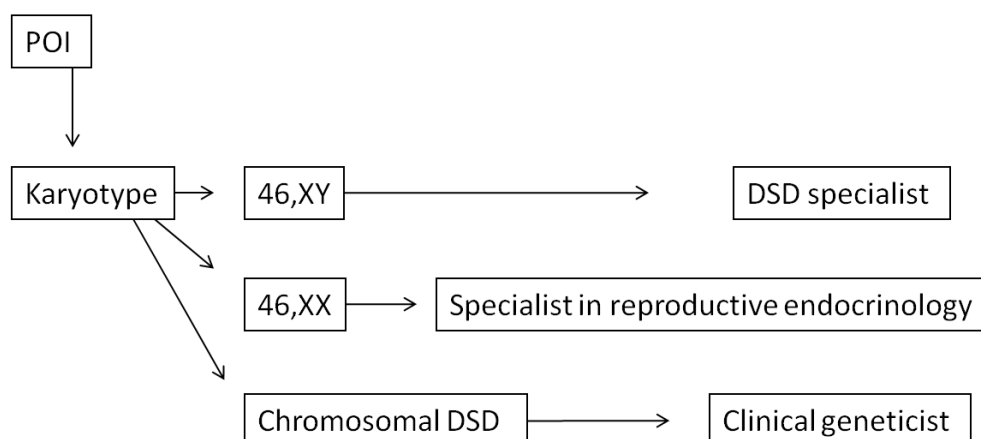 POI
Karyotype
46,XY
DSD specialist
46,XX
Specialist in reproductive endocrinology
Chromosomal DSD
Clinical geneticist